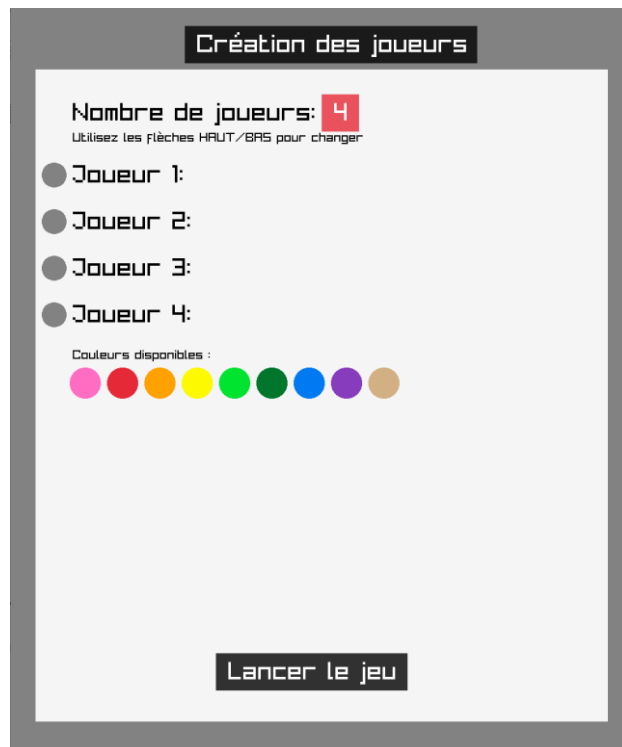 Création des joueurs
Nombre de joueurs: 4
Utilisez les flèches HAUT/BAS pour changer
Joueur 1:
Joueur 2:
Joueur 3:
Joueur 4:
Couleurs disponibles :
Lancer le jeu